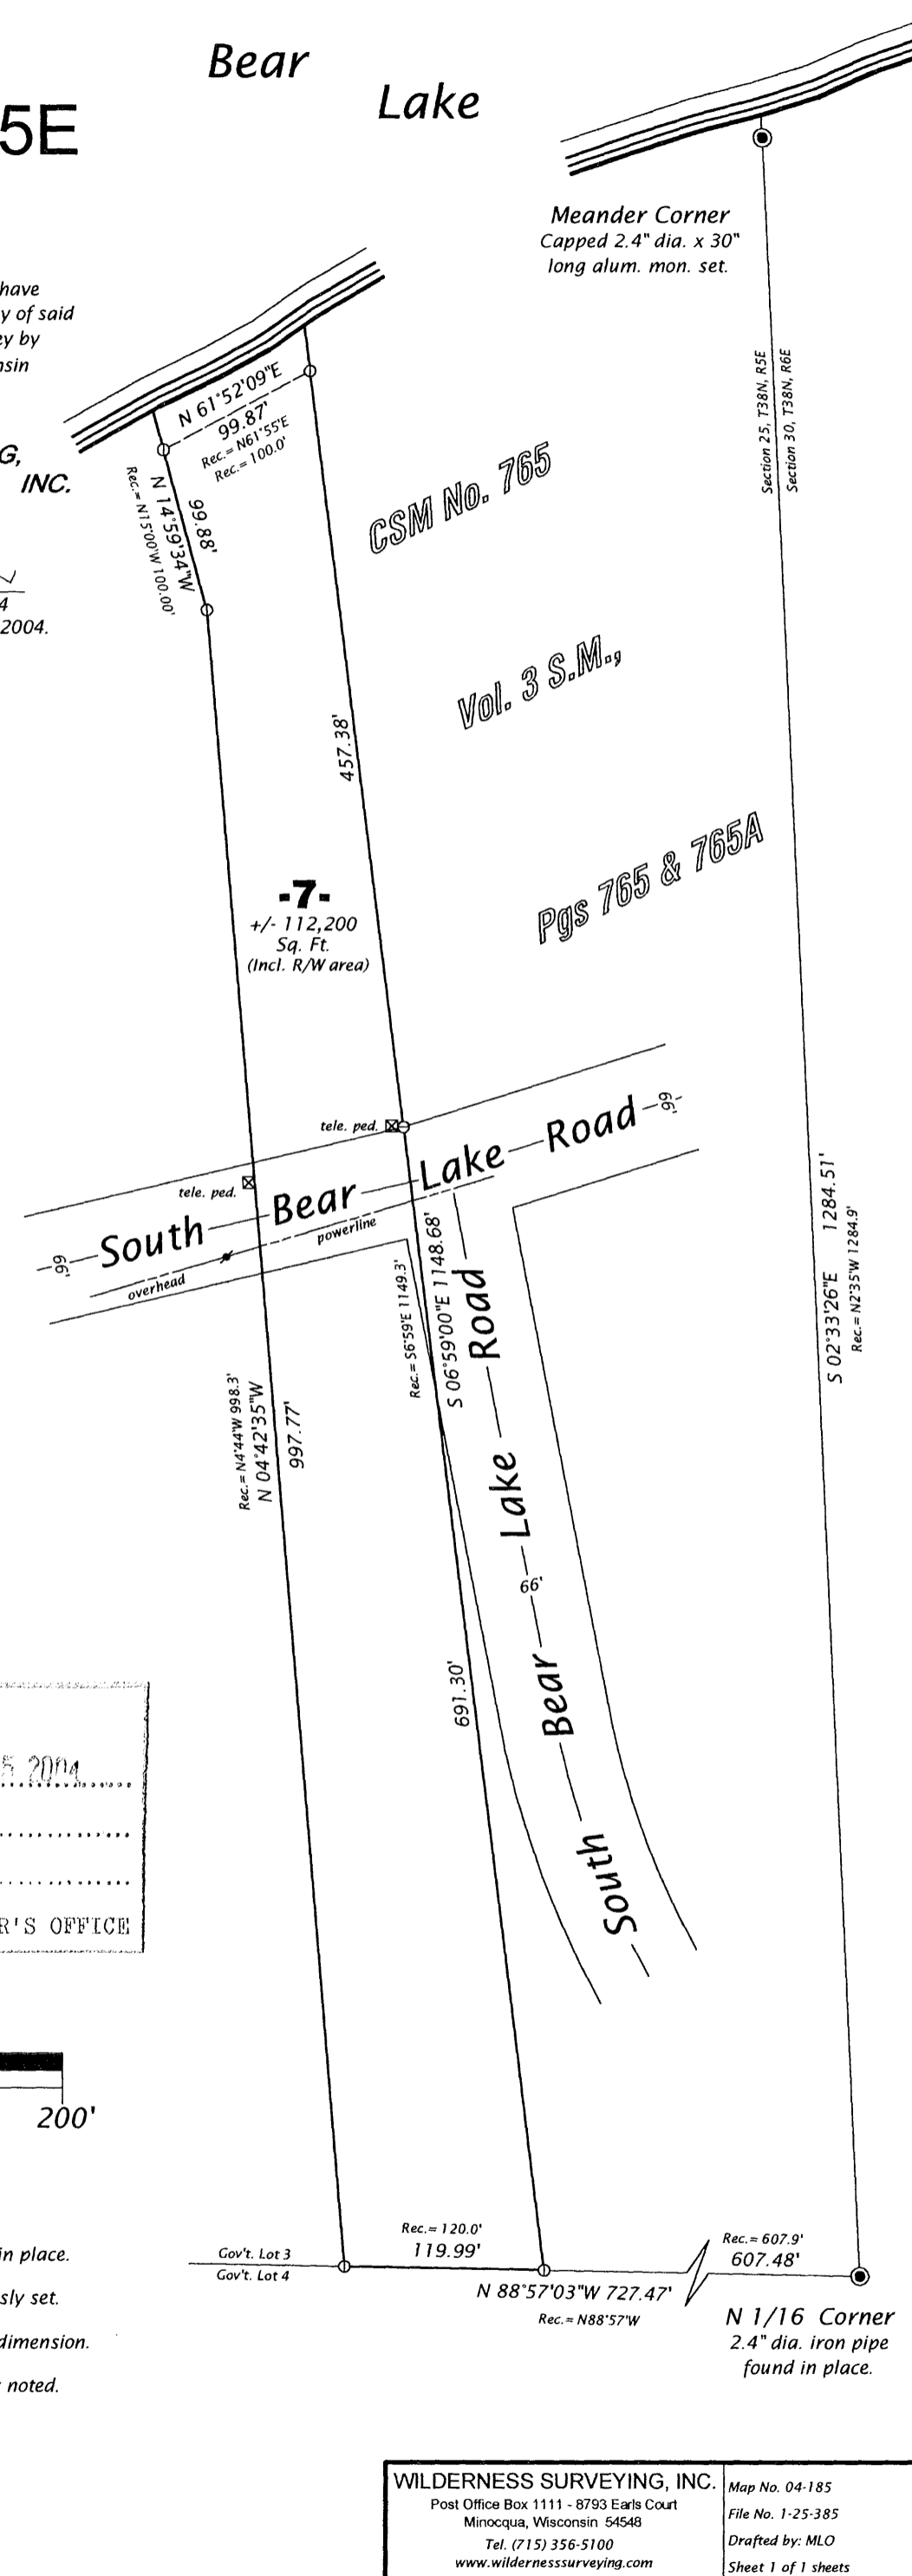 Bear
Lake
5E
Meander Corner
Capped 2.4" dia. x 30"
long alum. mon. set.
have
y of said
ey by
nsin
G,
INC.
4
2004.
N 61°52'09"E
99.87'
Rec.= N61°55'E
Rec.= 100.0'
99.88'
N 14°59'34"W
Rec.= N15°00'W 100.00'
Section 25, T38N, R5E
Section 30, T38N, R6E
CSM No. 765
Vol. 3 S.M.,
Pgs 765 & 765A
457.38'
-7-
+/- 112,200
Sq. Ft.
(Incl. R/W area)
tele. ped.
tele. ped.
66'
South Bear Lake Road
66'
overhead
powerline
Rec.= S6°59'E 1149.3'
S 06°59'00"E 1148.68'
S 02°33'26"E 1284.51'
Rec.= N2°35'W 1284.9'
Rec.= N4°44'W 998.3'
N 04°42'35"W
997.77'
South Bear Lake Road
66'
691.30'
5 2004
R'S OFFICE
200'
in place.
sly set.
dimension.
noted.
Gov't. Lot 3
Gov't. Lot 4
Rec.= 120.0'
119.99'
Rec.= 607.9'
607.48'
N 88°57'03"W 727.47'
Rec.= N88°57'W
N 1/16 Corner
2.4" dia. iron pipe
found in place.
WILDERNESS SURVEYING, INC.
Post Office Box 1111 - 8793 Earls Court
Minocqua, Wisconsin 54548
Tel. (715) 356-5100
www.wildernesssurveying.com
Map No. 04-185
File No. 1-25-385
Drafted by: MLO
Sheet 1 of 1 sheets